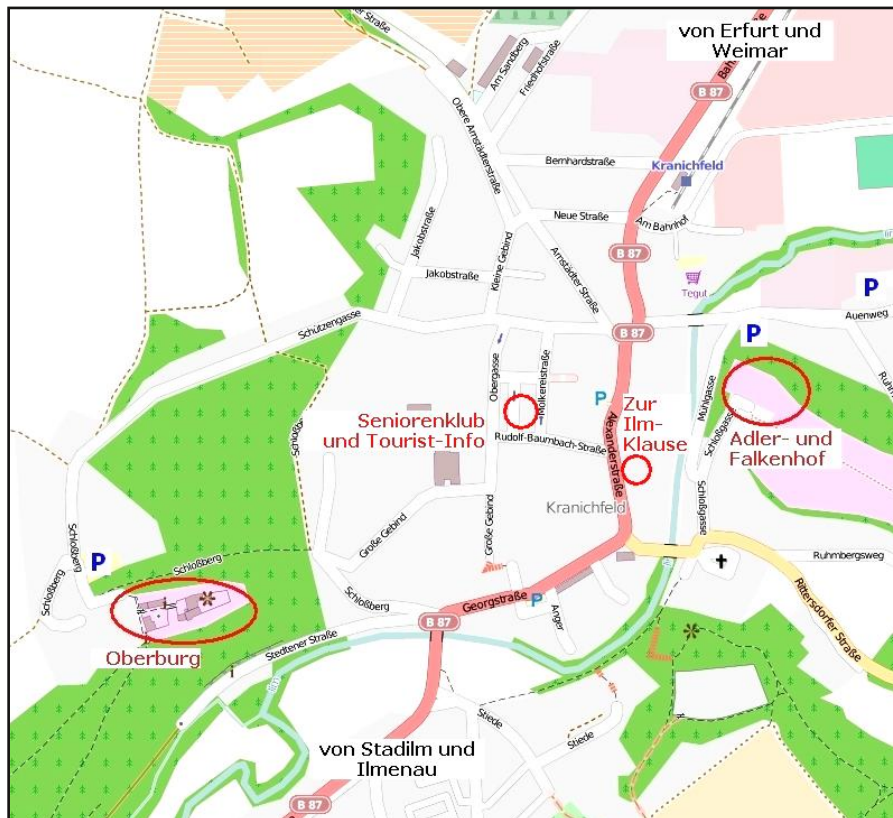 von Erfurt und
Weimar
Bahn
B 87
Am Sandberg
Friedhofstraße
Obere Arnstädterstraße
Bernhardstraße
Kranichfeld
Neue Straße
Am Bahnhof
Kleine Gebind
Arnstädter Straße
Jakobstraße
Jakobstraße
B 87
Tegut
P
Auenweg
Schützengasse
B 87
P
Obergasse
Molkereistraße
Mühlgasse
Schloßgasse
Seniorenklub
und Tourist-Info
P
Zur
Ilm-
Klause
Adler- und
Falkenhof
Rudolf-Baumbach-Straße
Alexanderstraße
Schloßgasse
Kranichfeld
Große Gebind
Große Gebind
Schloßberg
P
Schloßberg
Schloßberg
Ruhmbergsweg
Rittersdorfer Straße
Schloßberg
Georgstraße
P
Anger
B 87
Oberburg
Stedtener Straße
i
Stiede
Stiede
von Stadilm und
Ilmenau
B 87